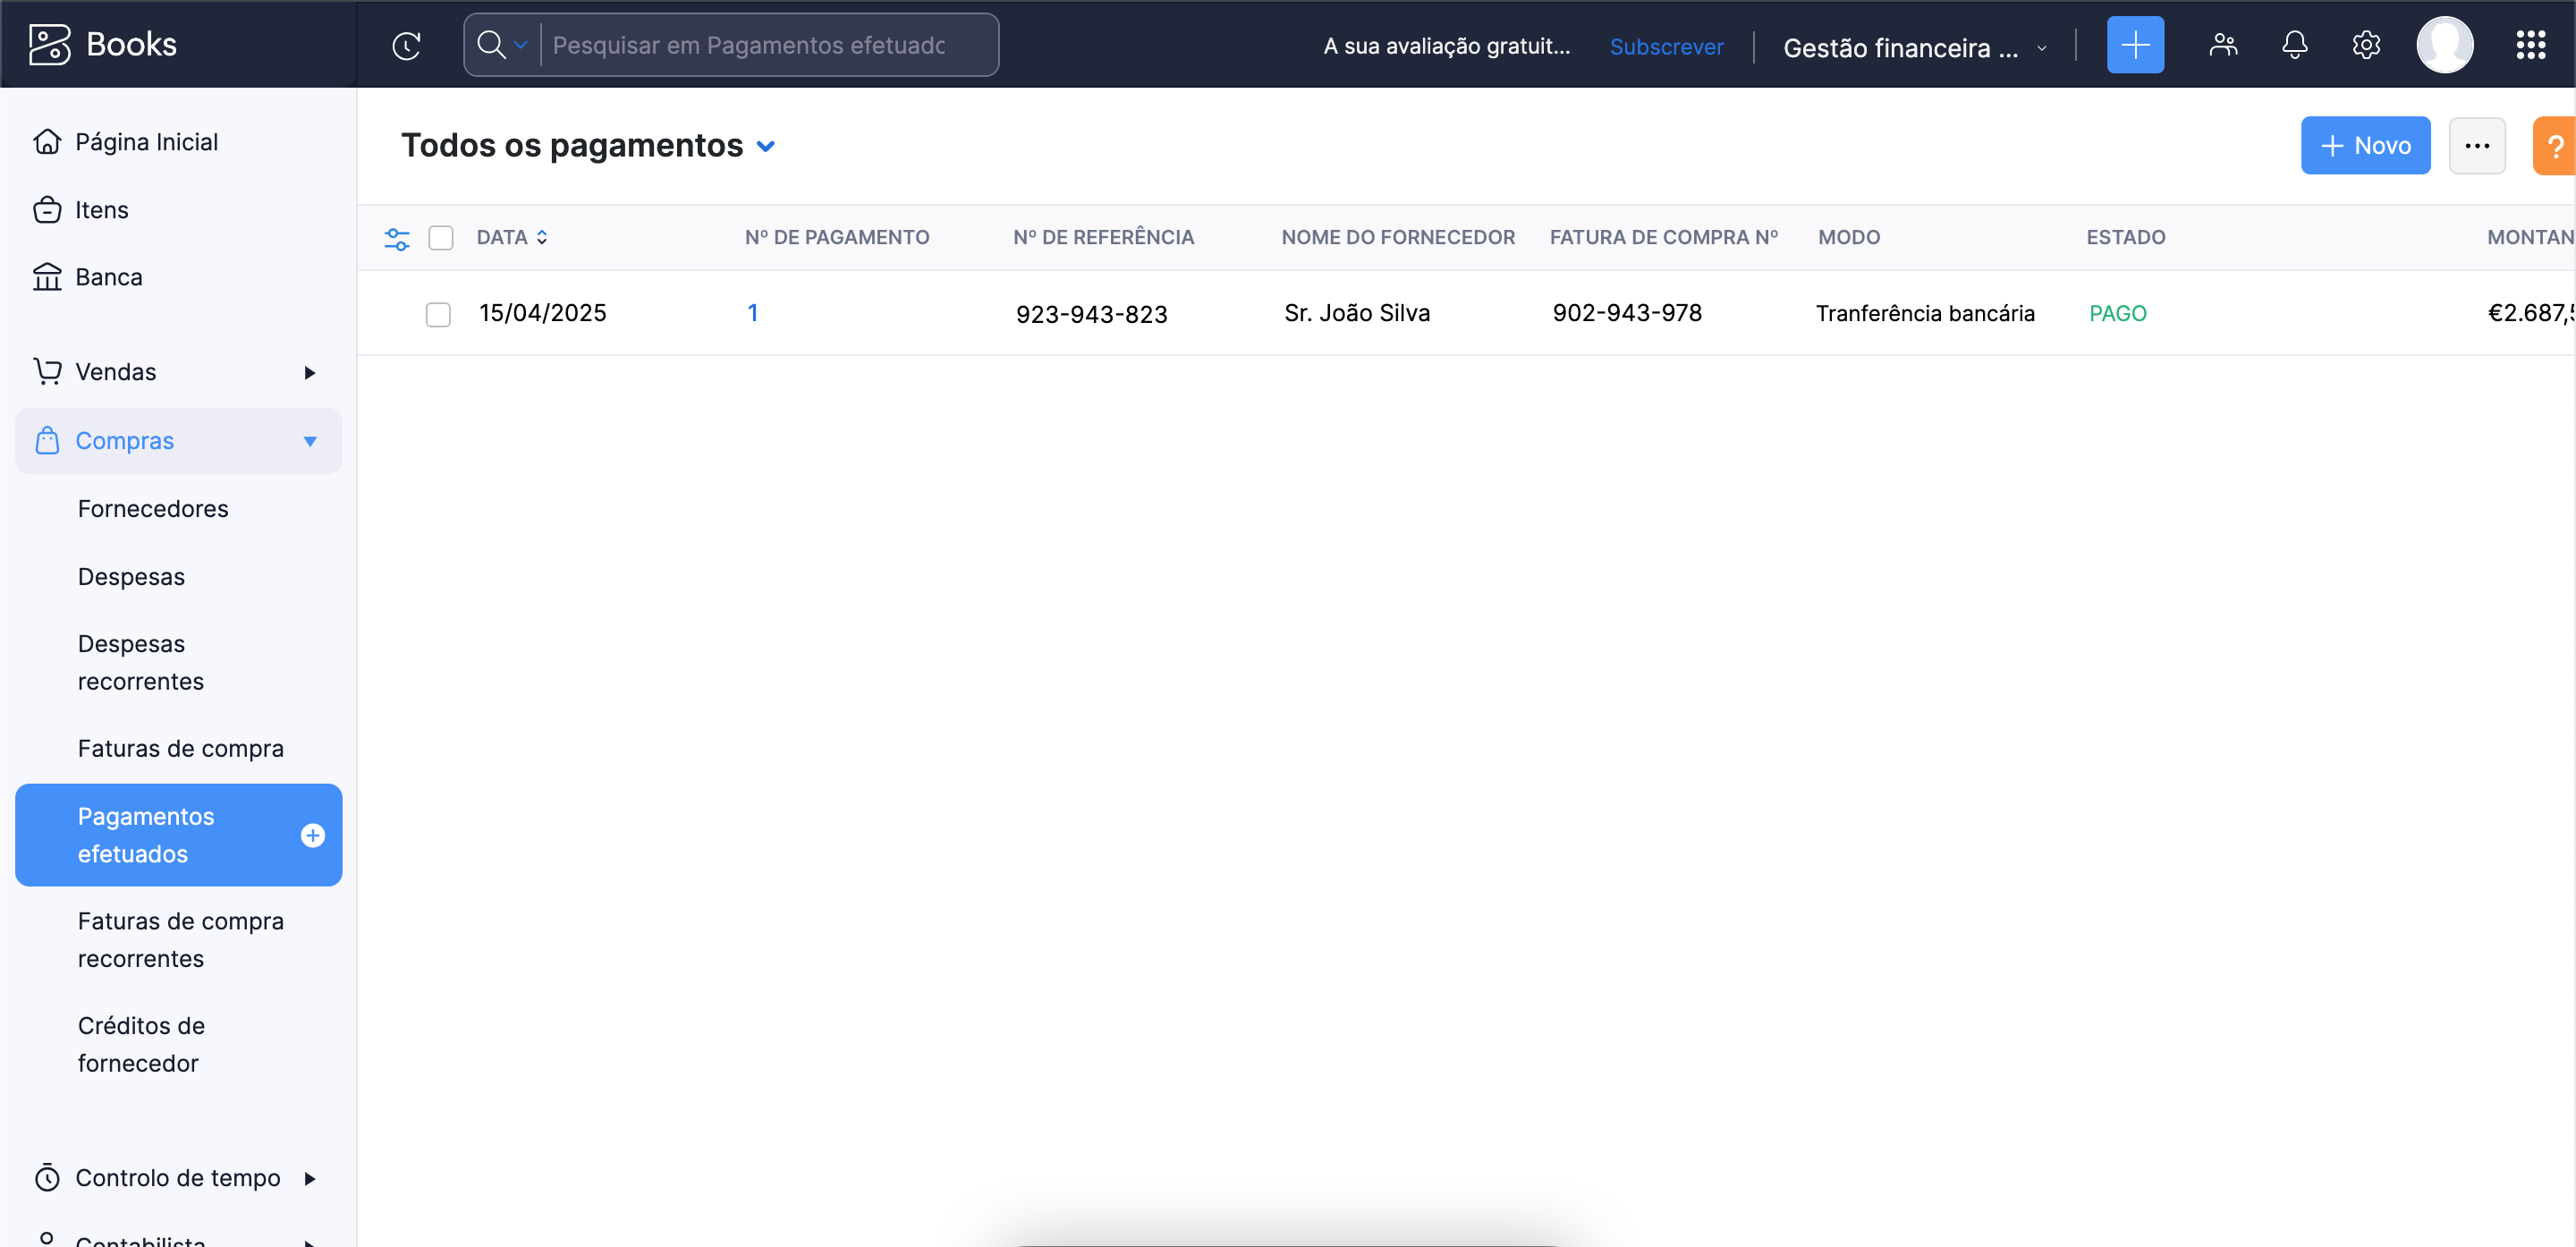 Books
Pesquisar em Pagamentos efetuado
A sua avaliação gratuit...
Subscrever
Gestão financeira ...
Página Inicial
Itens
Banca
Vendas
Compras
Fornecedores
Despesas
Despesas
recorrentes
Faturas de compra
Pagamentos
efetuados
Faturas de compra
recorrentes
Créditos de
fornecedor
Controlo de tempo
Contabilista
Todos os pagamentos
+ Novo
...
?
DATA Nº DE PAGAMENTO Nº DE REFERÊNCIA NOME DO FORNECEDOR FATURA DE COMPRA Nº MODO ESTADO MONTAN
15/04/2025 1 923-943-823 Sr. João Silva 902-943-978 Tranferência bancária PAGO €2.687,5